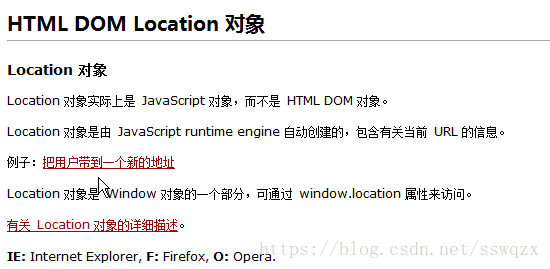 HTML DOM Location 对象
Location 对象
Location 对象实际上是 JavaScript 对象，而不是 HTML DOM 对象。
Location 对象是由 JavaScript runtime engine 自动创建的，包含有关当前 URL 的信息。
例子：把用户带到一个新的地址
Location 对象是 Window 对象的一个部分，可通过 window.location 属性来访问。
有关 Location 对象的详细描述。
IE: Internet Explorer, F: Firefox, O: Opera.
https://blog.csdn.net/sswqzx